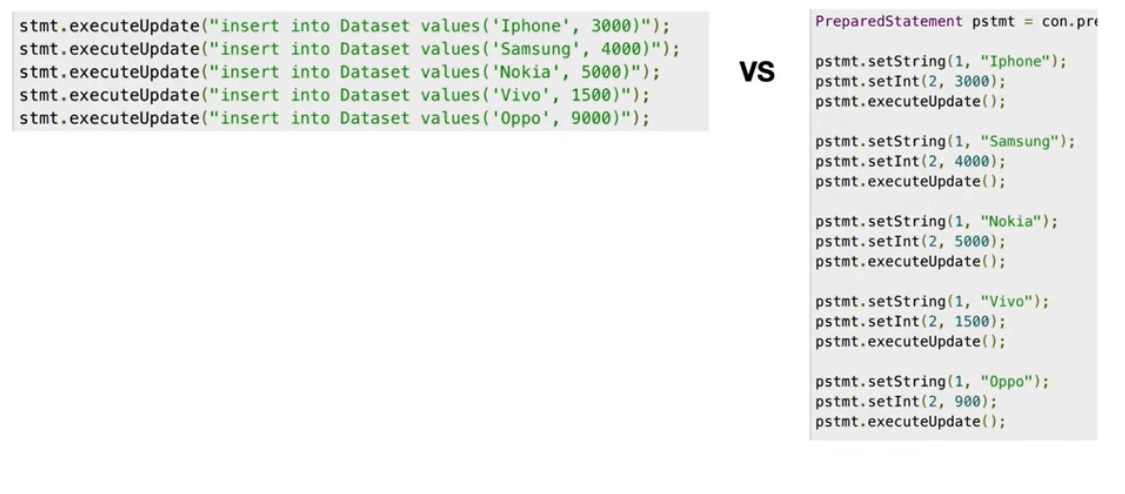 stmt.executeUpdate("insert into Dataset values('Iphone', 3000)");
stmt.executeUpdate("insert into Dataset values('Samsung', 4000)");
stmt.executeUpdate("insert into Dataset values('Nokia', 5000)");
stmt.executeUpdate("insert into Dataset values('Vivo', 1500)");
stmt.executeUpdate("insert into Dataset values('Oppo', 9000)");
vs
PreparedStatement pstmt = con.pre
pstmt.setString(1, "Iphone");
pstmt.setInt(2, 3000);
pstmt.executeUpdate();
pstmt.setString(1, "Samsung");
pstmt.setInt(2, 4000);
pstmt.executeUpdate();
pstmt.setString(1, "Nokia");
pstmt.setInt(2, 5000);
pstmt.executeUpdate();
pstmt.setString(1, "Vivo");
pstmt.setInt(2, 1500);
pstmt.executeUpdate();
pstmt.setString(1, "Oppo");
pstmt.setInt(2, 900);
pstmt.executeUpdate();